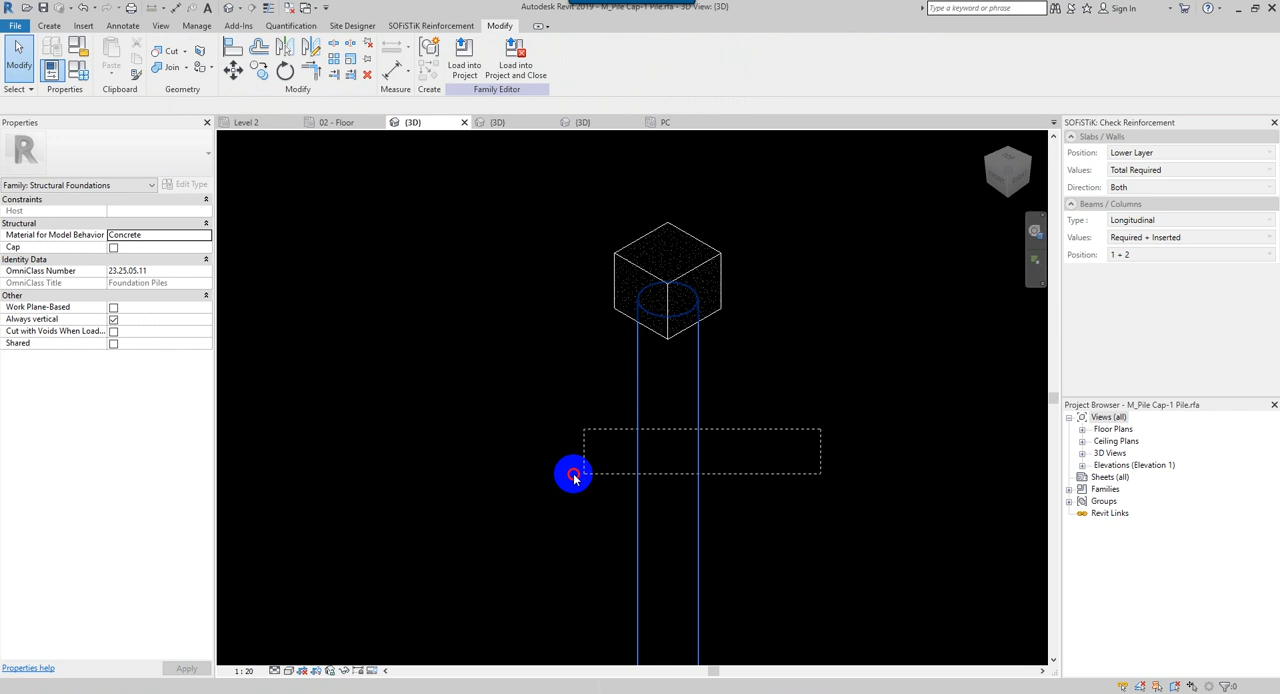 Autodesk Revit 2019 - M_Pile Cap-1 Pile.rfa - 3D View: {3D}
Type a keyword or phrase
Sign In
File Create Insert Annotate View Manage Add-Ins Quantification Site Designer SOFiSTiK Reinforcement Modify
Modify
Paste
Cut
Join
Load into
Project
Load into
Project and Close
Select Properties Clipboard Geometry Modify Measure Create Family Editor
Properties
Level 2
02 - Floor
{3D}
{3D}
{3D}
PC
Family: Structural Foundations
Edit Type
Constraints
Host
Structural
Material for Model Behavior Concrete
Cap
Identity Data
OmniClass Number 23.25.05.11
OmniClass Title Foundation Piles
Other
Work Plane-Based
Always vertical
Cut with Voids When Load...
Shared
Properties help
Apply
1 : 20
SOFiSTiK: Check Reinforcement
Slabs / Walls
Position: Lower Layer
Values: Total Required
Direction: Both
Beams / Columns
Type : Longitudinal
Values: Required + Inserted
Position: 1 + 2
Project Browser - M_Pile Cap-1 Pile.rfa
Views (all)
Floor Plans
Ceiling Plans
3D Views
Elevations (Elevation 1)
Sheets (all)
Families
Groups
Revit Links
:0